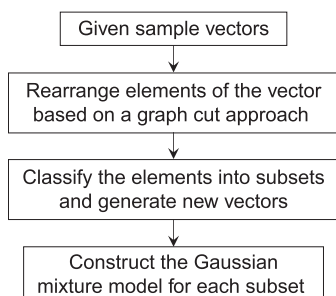 Given sample vectors
Rearrange elements of the vector
based on a graph cut approach
Classify the elements into subsets
and generate new vectors
Construct the Gaussian
mixture model for each subset